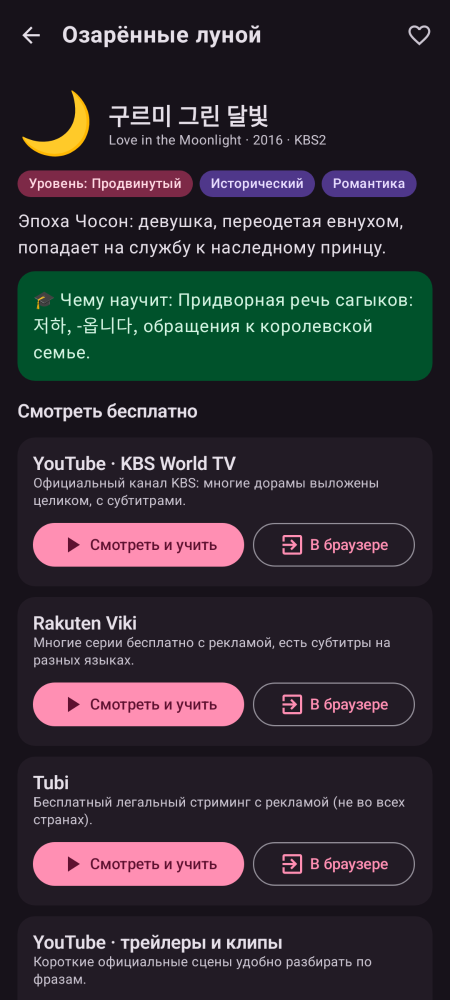 Озарённые луной
구르미 그린 달빛
Love in the Moonlight · 2016 · KBS2
Уровень: Продвинутый
Исторический
Романтика
Эпоха Чосон: девушка, переодетая евнухом,
попадает на службу к наследному принцу.
🎓 Чему научит: Придворная речь сагыков:
저하, -옵니다, обращения к королевской
семье.
Смотреть бесплатно
YouTube · KBS World TV
Официальный канал KBS: многие дорамы выложены
целиком, с субтитрами.
Смотреть и учить
В браузере
Rakuten Viki
Многие серии бесплатно с рекламой, есть субтитры на
разных языках.
Смотреть и учить
В браузере
Tubi
Бесплатный легальный стриминг с рекламой (не во всех
странах).
Смотреть и учить
В браузере
YouTube · трейлеры и клипы
Короткие официальные сцены удобно разбирать по
фразам.